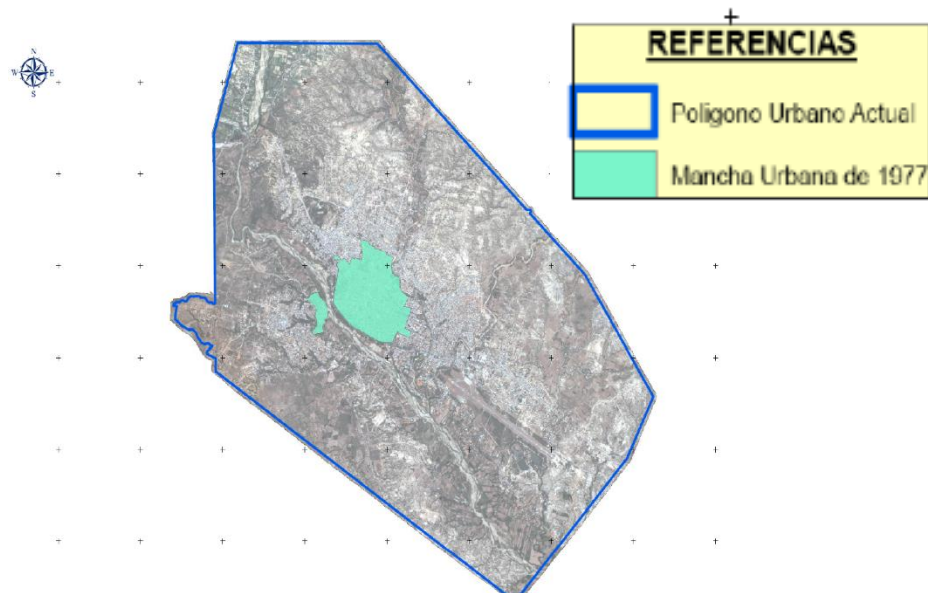 N
W E
S
REFERENCIAS
Poligono Urbano Actual
Mancha Urbana de 1977